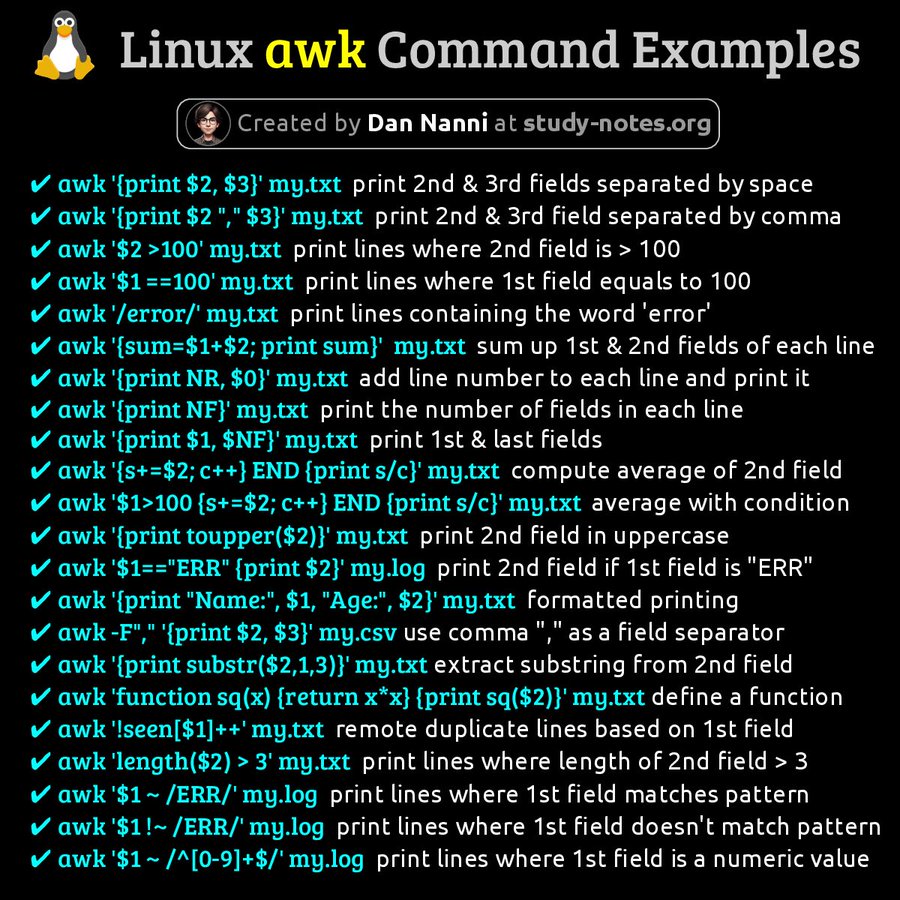 Linux awk Command Examples
Created by Dan Nanni at study-notes.org
✔ awk '{print $2, $3}' my.txt print 2nd & 3rd fields separated by space
✔ awk '{print $2 "," $3}' my.txt print 2nd & 3rd field separated by comma
✔ awk '$2 >100' my.txt print lines where 2nd field is > 100
✔ awk '$1 ==100' my.txt print lines where 1st field equals to 100
✔ awk '/error/' my.txt print lines containing the word 'error'
✔ awk '{sum=$1+$2; print sum}' my.txt sum up 1st & 2nd fields of each line
✔ awk '{print NR, $0}' my.txt add line number to each line and print it
✔ awk '{print NF}' my.txt print the number of fields in each line
✔ awk '{print $1, $NF}' my.txt print 1st & last fields
✔ awk '{s+=$2; c++} END {print s/c}' my.txt compute average of 2nd field
✔ awk '$1>100 {s+=$2; c++} END {print s/c}' my.txt average with condition
✔ awk '{print toupper($2)}' my.txt print 2nd field in uppercase
✔ awk '$1=="ERR" {print $2}' my.log print 2nd field if 1st field is "ERR"
✔ awk '{print "Name:", $1, "Age:", $2}' my.txt formatted printing
✔ awk -F"," '{print $2, $3}' my.csv use comma "," as a field separator
✔ awk '{print substr($2,1,3)}' my.txt extract substring from 2nd field
✔ awk 'function sq(x) {return x*x} {print sq($2)}' my.txt define a function
✔ awk '!seen[$1]++' my.txt remote duplicate lines based on 1st field
✔ awk 'length($2) > 3' my.txt print lines where length of 2nd field > 3
✔ awk '$1 ~ /ERR/' my.log print lines where 1st field matches pattern
✔ awk '$1 !~ /ERR/' my.log print lines where 1st field doesn't match pattern
✔ awk '$1 ~ /^[0-9]+$/' my.log print lines where 1st field is a numeric value